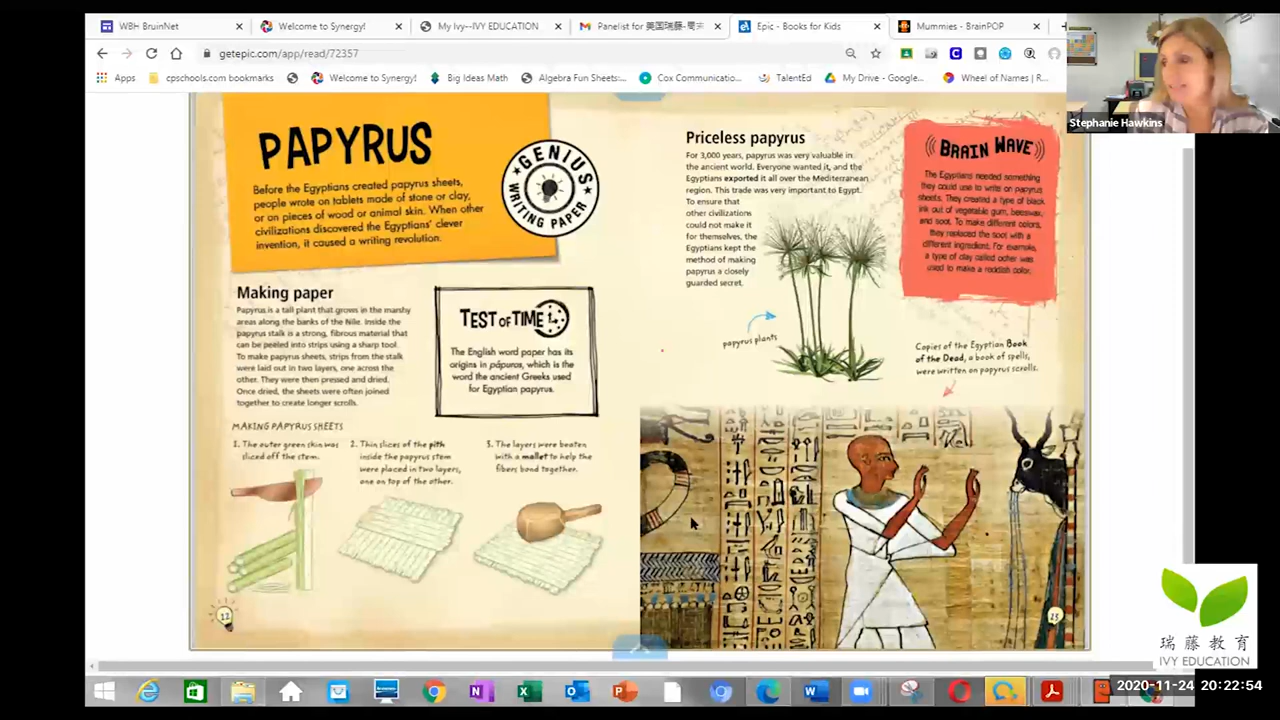 WBH BruinNet
Welcome to Synergy!
My Ivy--IVY EDUCATION
Panelist for 英国瑞藤-周末
Epic - Books for Kids
Mummies - BrainPOP
getepic.com/app/read/72357
Apps
cpschools.com bookmarks
Welcome to Synergy!
Big Ideas Math
Algebra Fun Sheets:...
Cox Communicatio...
TalentEd
My Drive - Google...
Wheel of Names | R...
Stephanie Hawkins
PAPYRUS
Before the Egyptians created papyrus sheets,
people wrote on tablets made of stone or clay,
or on pieces of wood or animal skin. When other
civilizations discovered the Egyptians' clever
invention, it caused a writing revolution.
GENIUS
WRITING PAPER
Making paper
Papyrus is a tall plant that grows in the marshy
areas along the banks of the Nile. Inside the
papyrus stalk is a strong, fibrous material that
can be peeled into strips using a sharp tool.
To make papyrus sheets, strips from the stalk
were laid out in two layers, one across the
other. They were then pressed and dried.
Once dried, the sheets were often joined
together to create longer scrolls.
TEST OF TIME
The English word paper has its
origins in pápuros, which is the
word the ancient Greeks used
for Egyptian papyrus.
MAKING PAPYRUS SHEETS
1. The outer green skin was
sliced off the stem.
2. Thin slices of the pith
inside the papyrus stem
were placed in two layers,
one on top of the other.
3. The layers were beaten
with a mallet to help the
fibers bond together.
12
Priceless papyrus
For 3,000 years, papyrus was very valuable in
the ancient world. Everyone wanted it, and the
Egyptians exported it all over the Mediterranean
region. This trade was very important to Egypt.
To ensure that
other civilizations
could not make it
for themselves, the
Egyptians kept the
method of making
papyrus a closely
guarded secret.
papyrus plants
BRAIN WAVE
The Egyptians needed something
they could use to write on papyrus
sheets. They created a type of black
ink out of vegetable gum, beeswax,
and soot. To make different colors,
they replaced the soot with a
different ingredient. For example,
a type of clay called ocher was
used to make a reddish color.
Copies of the Egyptian Book
of the Dead, a book of spells,
were written on papyrus scrolls.
13
瑞藤教育
IVY EDUCATION
2020-11-24 20:22:54